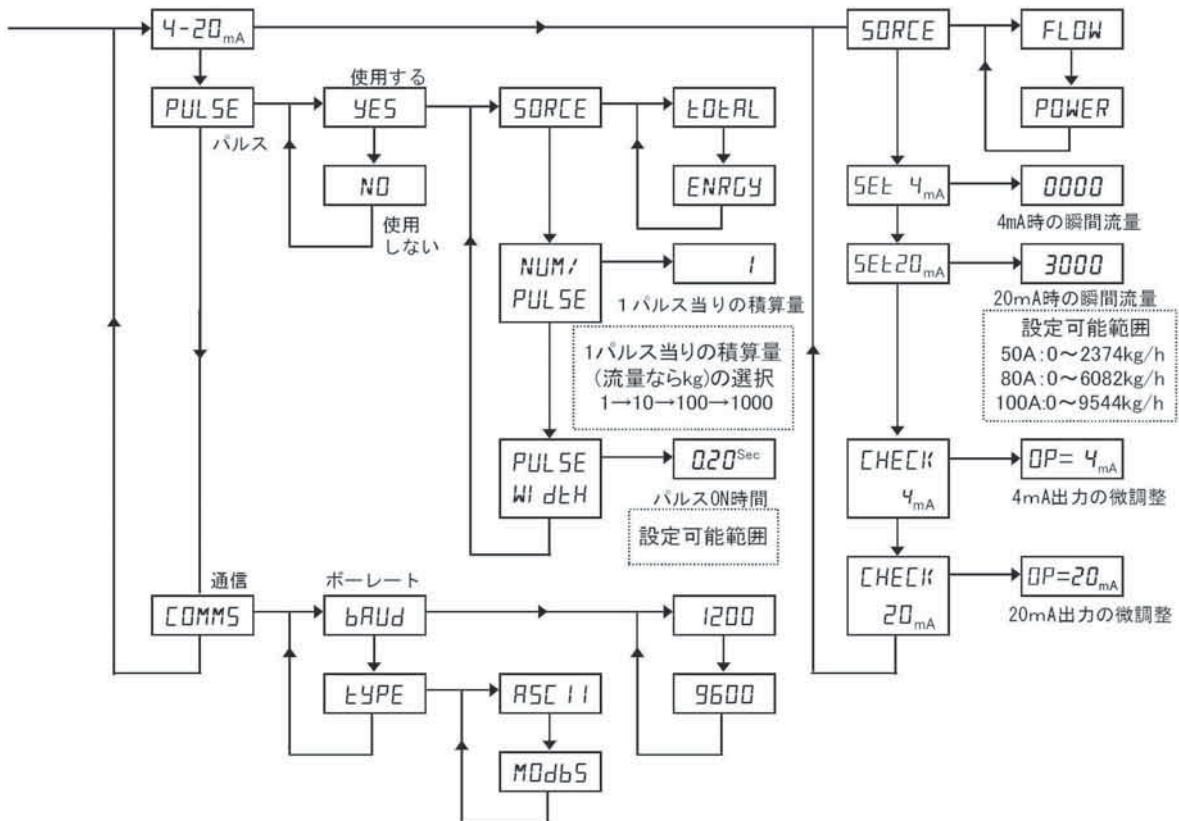 4-20mA
SORCE
FLOW
POWER
SEt 4mA
0000
4mA時の瞬間流量
SEt20mA
3000
20mA時の瞬間流量
設定可能範囲
50A:0～2374kg/h
80A:0～6082kg/h
100A:0～9544kg/h
CHECK
4mA
OP= 4mA
4mA出力の微調整
CHECK
20mA
OP=20mA
20mA出力の微調整
PULSE
パルス
使用する
YES
NO
使用
しない
SORCE
tOtAL
ENRGY
NUM/
PULSE
1
1パルス当りの積算量
1パルス当りの積算量
(流量ならkg)の選択
1→10→100→1000
PULSE
WIdtH
0.20Sec
パルスON時間
設定可能範囲
通信
COMMS
ボーレート
bAUd
1200
9600
tYPE
ASCII
MOdbS